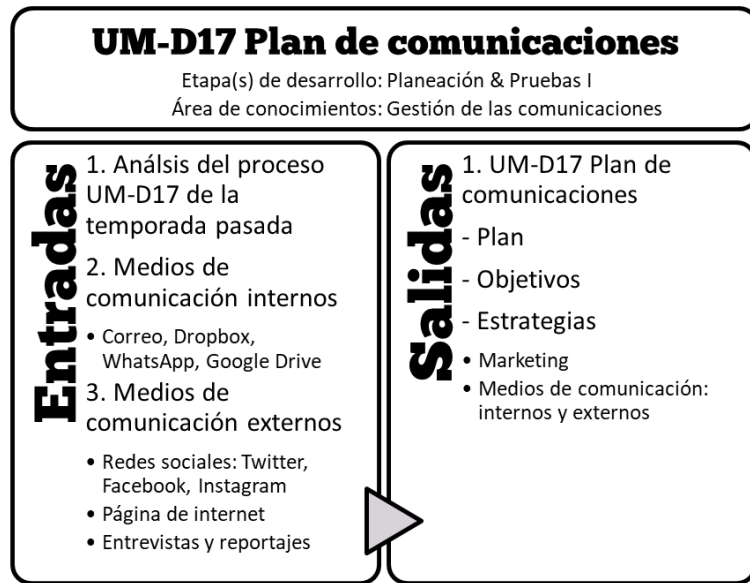 UM-D17 Plan de comunicaciones
Etapa(s) de desarrollo: Planeación & Pruebas I
Área de conocimientos: Gestión de las comunicaciones
Entradas
1. Análsis del proceso
UM-D17 de la
temporada pasada
2. Medios de
comunicación internos
• Correo, Dropbox,
WhatsApp, Google Drive
3. Medios de
comunicación externos
• Redes sociales: Twitter,
Facebook, Instagram
• Página de internet
• Entrevistas y reportajes
Salidas
1. UM-D17 Plan de
comunicaciones
- Plan
- Objetivos
- Estrategias
• Marketing
• Medios de comunicación:
internos y externos